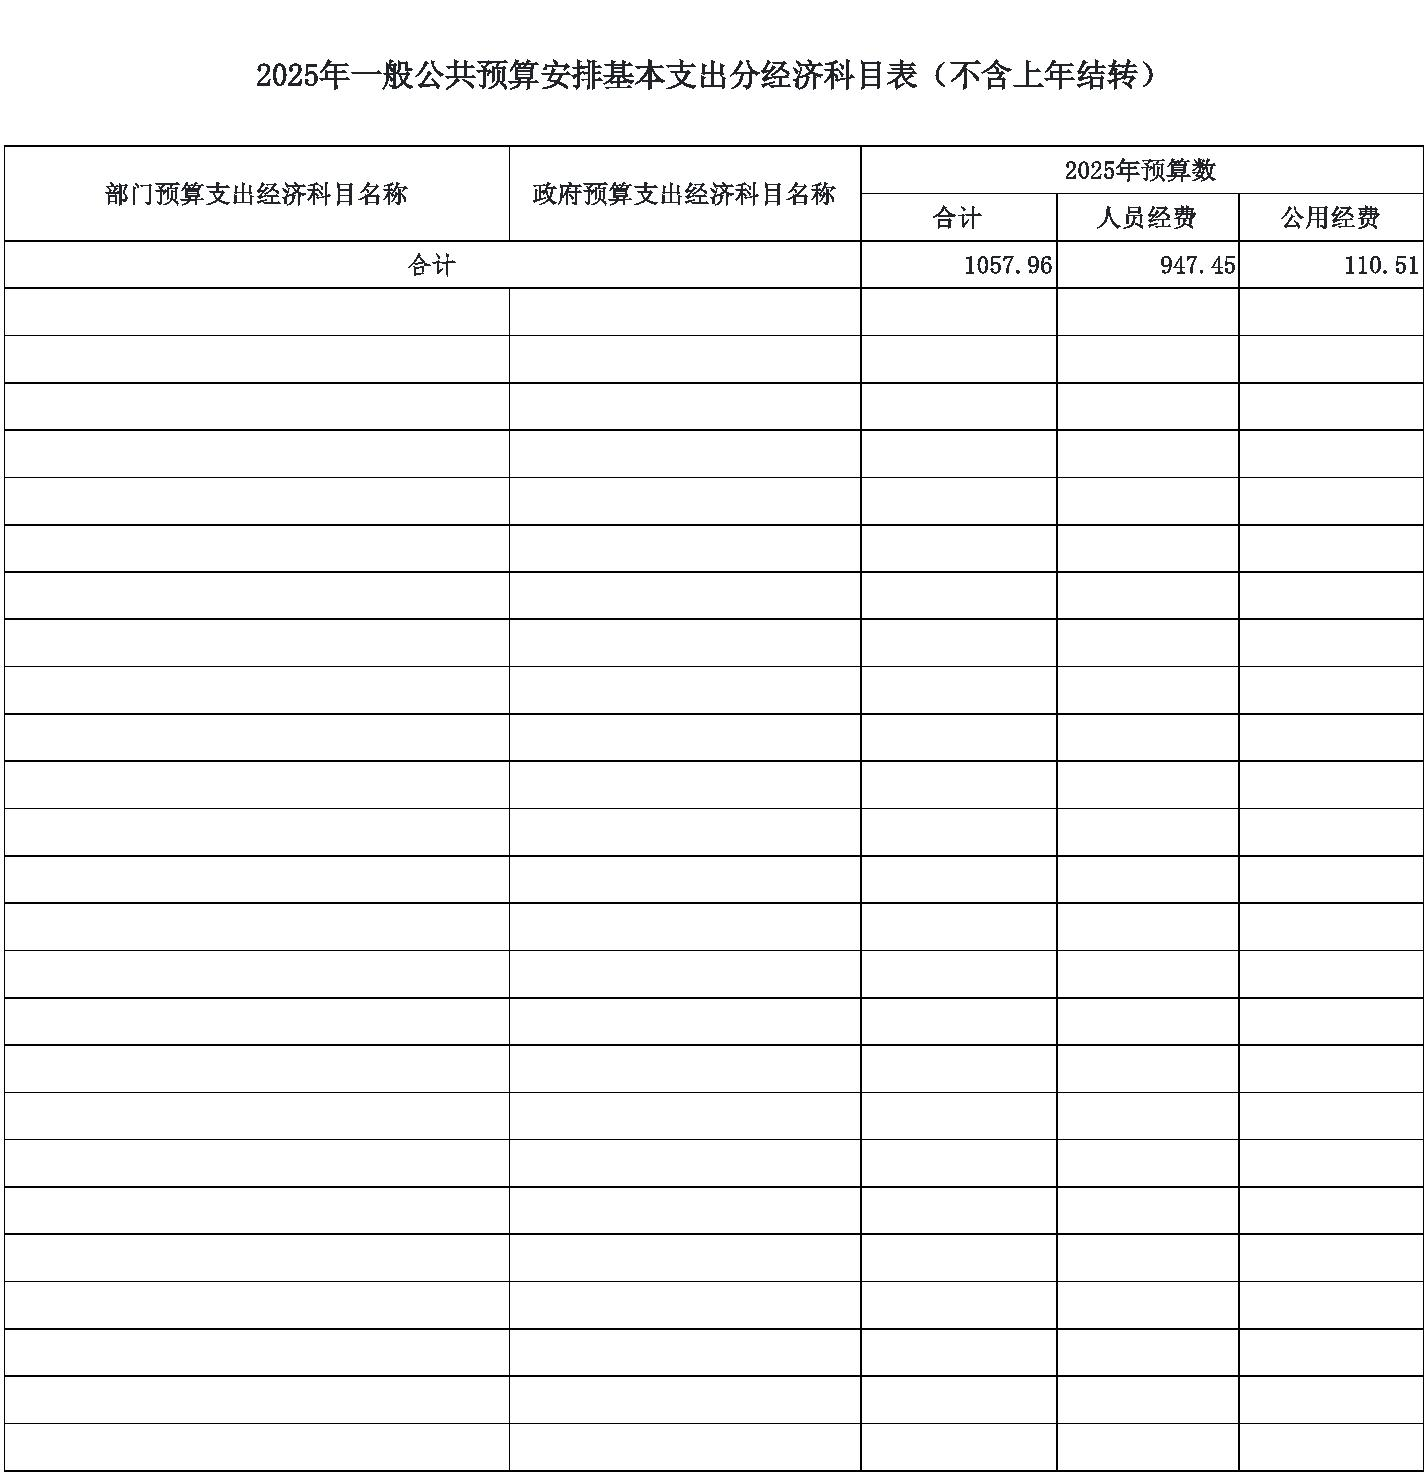 2025年一般公共预算安排基本支出分经济科目表（不含上年结转）
部门预算支出经济科目名称 政府预算支出经济科目名称 2025年预算数
合计 人员经费 公用经费
合计 1057.96 947.45 110.51